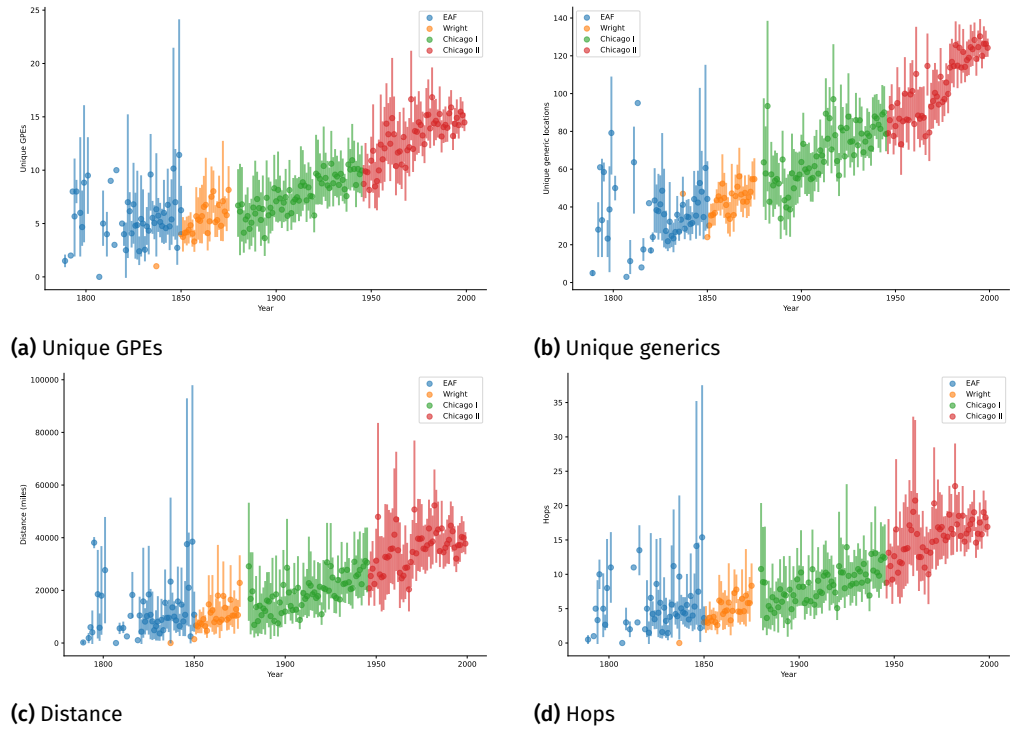 25
20
15
10
5
0
Unique GPEs
EAF
Wright
Chicago I
Chicago II
1800
1850
1900
1950
2000
Year
(a) Unique GPEs
140
120
100
80
60
40
20
0
Unique generic locations
EAF
Wright
Chicago I
Chicago II
1800
1850
1900
1950
2000
Year
(b) Unique generics
100000
80000
60000
40000
20000
0
Distance (miles)
EAF
Wright
Chicago I
Chicago II
1800
1850
1900
1950
2000
Year
(c) Distance
35
30
25
20
15
10
5
0
Hops
EAF
Wright
Chicago I
Chicago II
1800
1850
1900
1950
2000
Year
(d) Hops